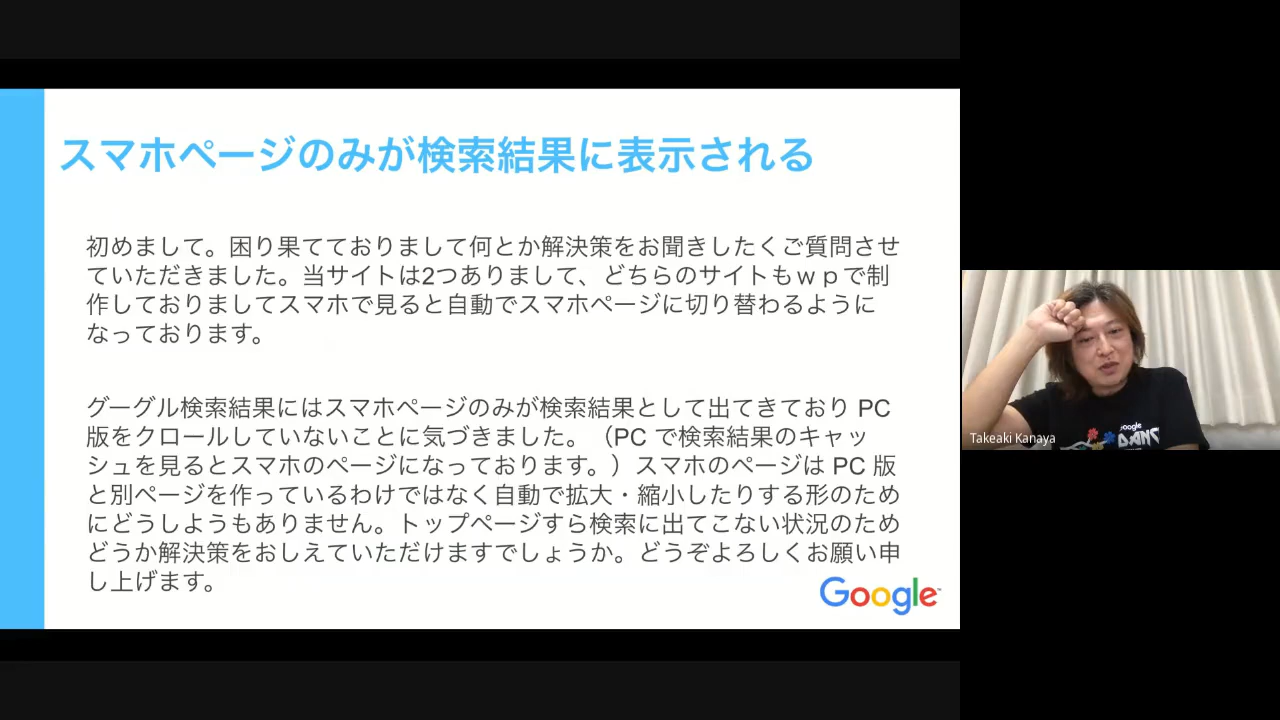 スマホページのみが検索結果に表示される
初めまして。困り果てておりまして何とか解決策をお聞きしたくご質問させ
ていただきました。当サイトは2つありまして、どちらのサイトもｗｐで制
作しておりましてスマホで見ると自動でスマホページに切り替わるように
なっております。
グーグル検索結果にはスマホページのみが検索結果として出てきており PC
版をクロールしていないことに気づきました。（PC で検索結果のキャッ
シュを見るとスマホのページになっております。）スマホのページは PC 版
と別ページを作っているわけではなく自動で拡大・縮小したりする形のため
にどうしようもありません。トップページすら検索に出てこない状況のため
どうか解決策をおしえていただけますでしょうか。どうぞよろしくお願い申
し上げます。
Google
Takeaki Kanaya
Google